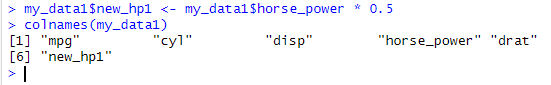 > my_data1$new_hp1 <- my_data1$horse_power * 0.5
> colnames(my_data1)
[1] "mpg" "cyl" "disp" "horse_power" "drat"
[6] "new_hp1"
>